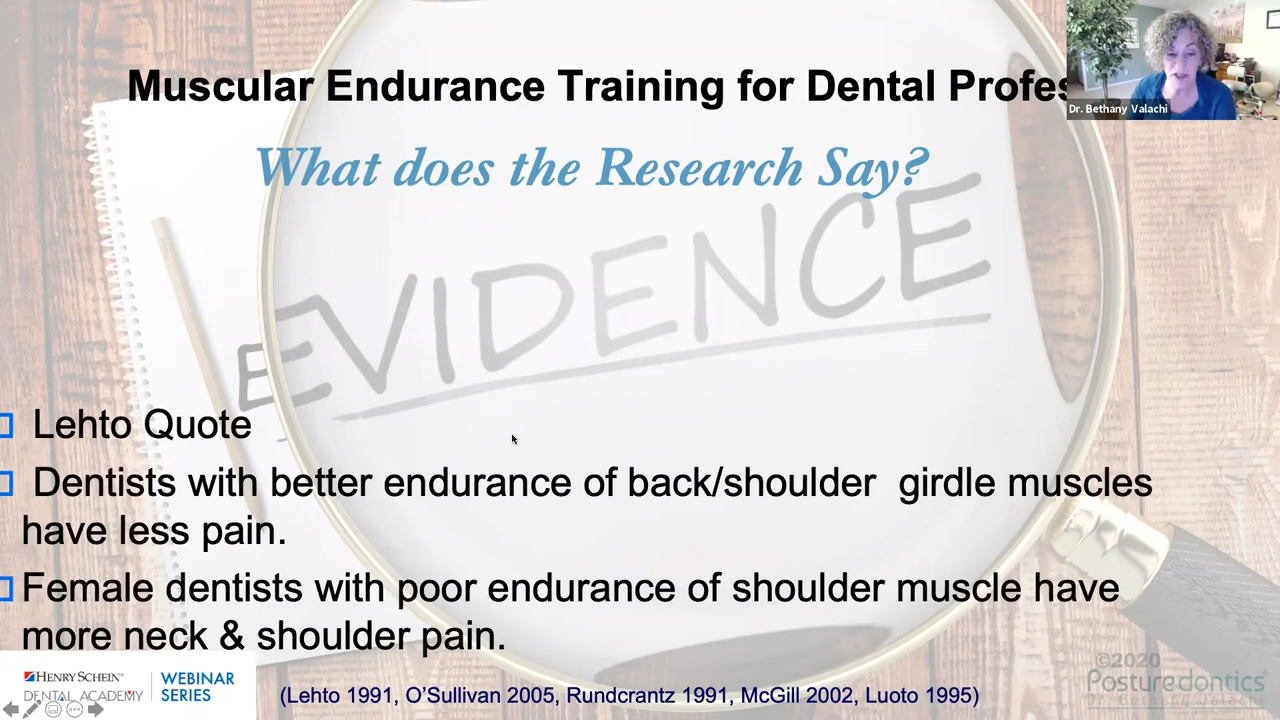 Muscular Endurance Training for Dental Profes
Dr. Bethany Valachi
What does the Research Say?
EVIDENCE
Lehto Quote
Dentists with better endurance of back/shoulder girdle muscles
have less pain.
Female dentists with poor endurance of shoulder muscle have
more neck & shoulder pain.
HENRY SCHEIN®
DENTAL ACADEMY
WEBINAR
SERIES
(Lehto 1991, O'Sullivan 2005, Rundcrantz 1991, McGill 2002, Luoto 1995)
©2020
Posturedontics®
Dr. Bethany Valachi